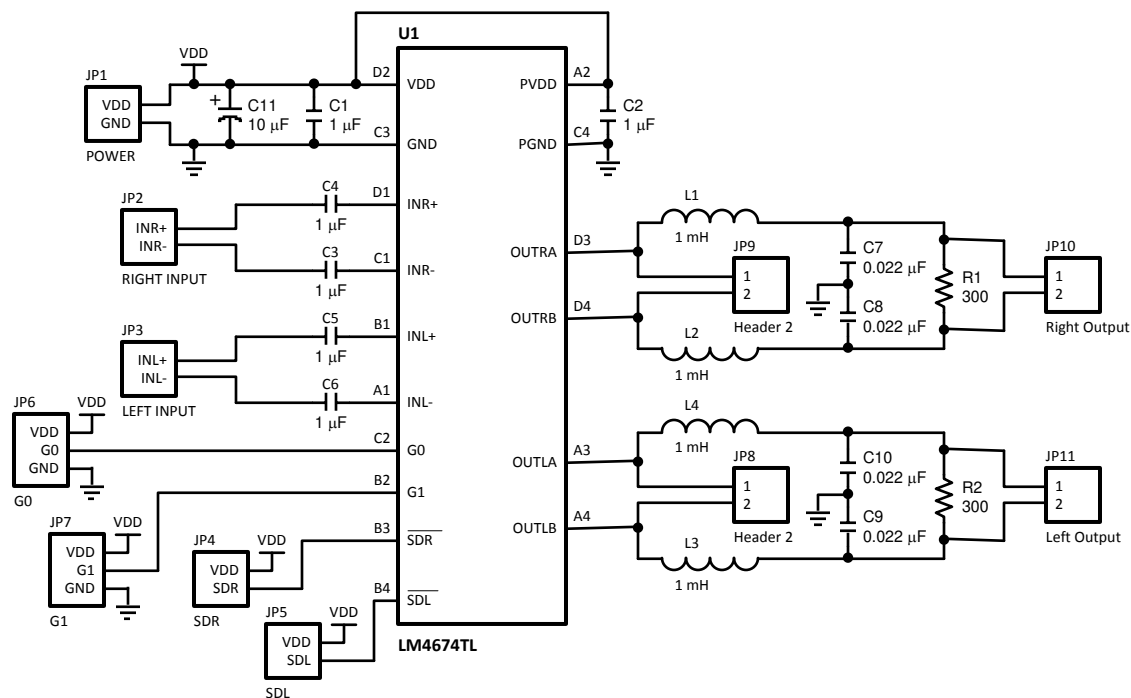 U1
VDD
JP1
VDD
GND
POWER
+
C11
10 µF
C1
1 µF
D2
VDD
C3
GND
PVDD
A2
PGND
C4
C2
1 µF
JP2
INR+
INR-
RIGHT INPUT
C4
1 µF
D1
INR+
C3
1 µF
C1
INR-
JP3
INL+
INL-
LEFT INPUT
C5
1 µF
B1
INL+
C6
1 µF
A1
INL-
JP6
VDD
VDD
G0
GND
G0
C2
G0
JP7
VDD
VDD
G1
GND
G1
B2
G1
JP4
VDD
VDD
SDR
SDR
B3
SDR
JP5
VDD
VDD
SDL
SDL
B4
SDL
LM4674TL
OUTRA
D3
OUTRB
D4
L1
1 mH
JP9
1
2
Header 2
L2
1 mH
C7
0.022 µF
C8
0.022 µF
R1
300
JP10
1
2
Right Output
OUTLA
A3
OUTLB
A4
L4
1 mH
JP8
1
2
Header 2
L3
1 mH
C10
0.022 µF
C9
0.022 µF
R2
300
JP11
1
2
Left Output